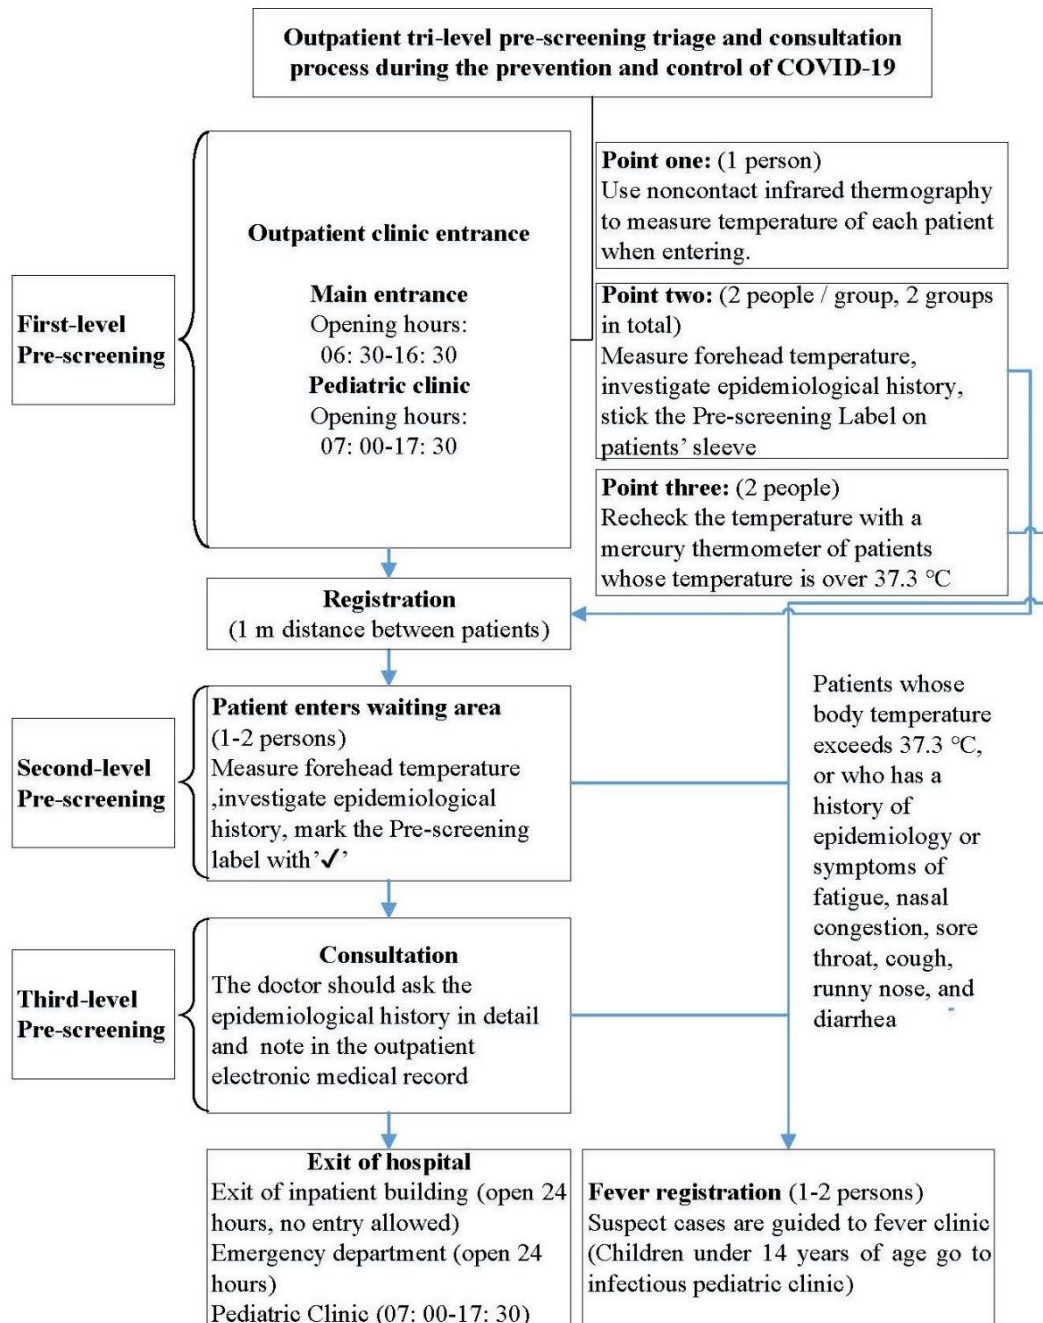 Outpatient tri-level pre-screening triage and consultation
process during the prevention and control of COVID-19
First-level
Pre-screening
Outpatient clinic entrance
Main entrance
Opening hours:
06: 30-16: 30
Pediatric clinic
Opening hours:
07: 00-17: 30
Point one: (1 person)
Use noncontact infrared thermography
to measure temperature of each patient
when entering.
Point two: (2 people / group, 2 groups
in total)
Measure forehead temperature,
investigate epidemiological history,
stick the Pre-screening Label on
patients’ sleeve
Point three: (2 people)
Recheck the temperature with a
mercury thermometer of patients
whose temperature is over 37.3 °C
Registration
(1 m distance between patients)
Second-level
Pre-screening
Patient enters waiting area
(1-2 persons)
Measure forehead temperature
,investigate epidemiological
history, mark the Pre-screening
label with’✓’
Patients whose
body temperature
exceeds 37.3 °C,
or who has a
history of
epidemiology or
symptoms of
fatigue, nasal
congestion, sore
throat, cough,
runny nose, and
diarrhea
Third-level
Pre-screening
Consultation
The doctor should ask the
epidemiological history in detail
and note in the outpatient
electronic medical record
Exit of hospital
Exit of inpatient building (open 24
hours, no entry allowed)
Emergency department (open 24
hours)
Pediatric Clinic (07: 00-17: 30)
Fever registration (1-2 persons)
Suspect cases are guided to fever clinic
(Children under 14 years of age go to
infectious pediatric clinic)